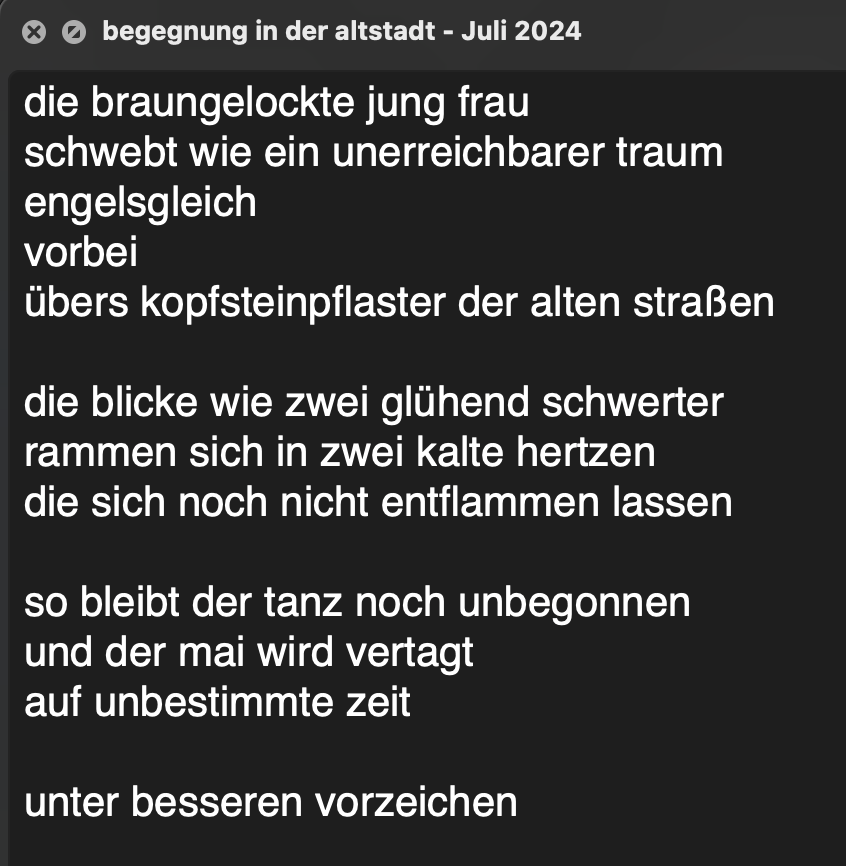 begegnung in der altstadt - Juli 2024
die braungelockte jung frau
schwebt wie ein unerreichbarer traum
engelsgleich
vorbei
übers kopfsteinpflaster der alten straßen
die blicke wie zwei glühend schwerter
rammen sich in zwei kalte hertzen
die sich noch nicht entflammen lassen
so bleibt der tanz noch unbegonnen
und der mai wird vertagt
auf unbestimmte zeit
unter besseren vorzeichen